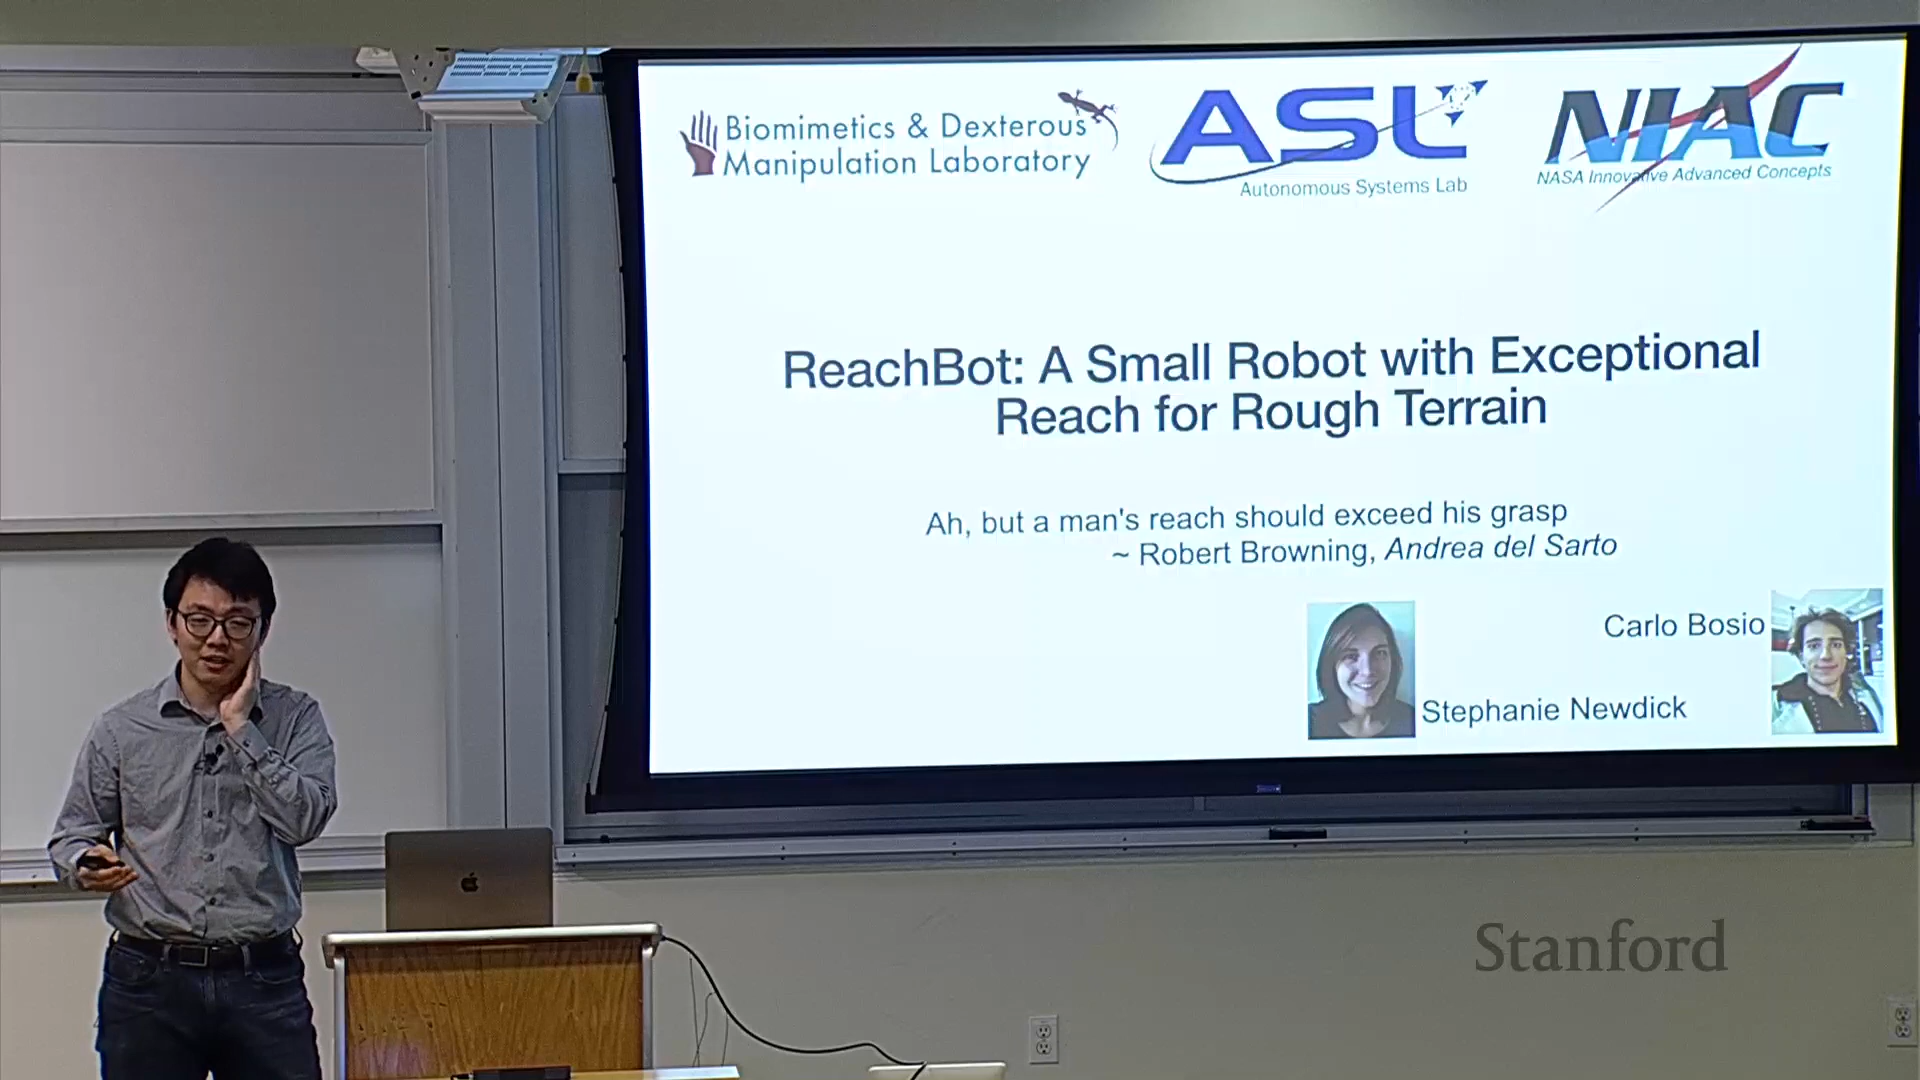 Biomimetics & Dexterous
Manipulation Laboratory
ASL
Autonomous Systems Lab
NIAC
NASA Innovative Advanced Concepts
ReachBot: A Small Robot with Exceptional
Reach for Rough Terrain
Ah, but a man's reach should exceed his grasp
~ Robert Browning, Andrea del Sarto
Carlo Bosio
Stephanie Newdick
Stanford